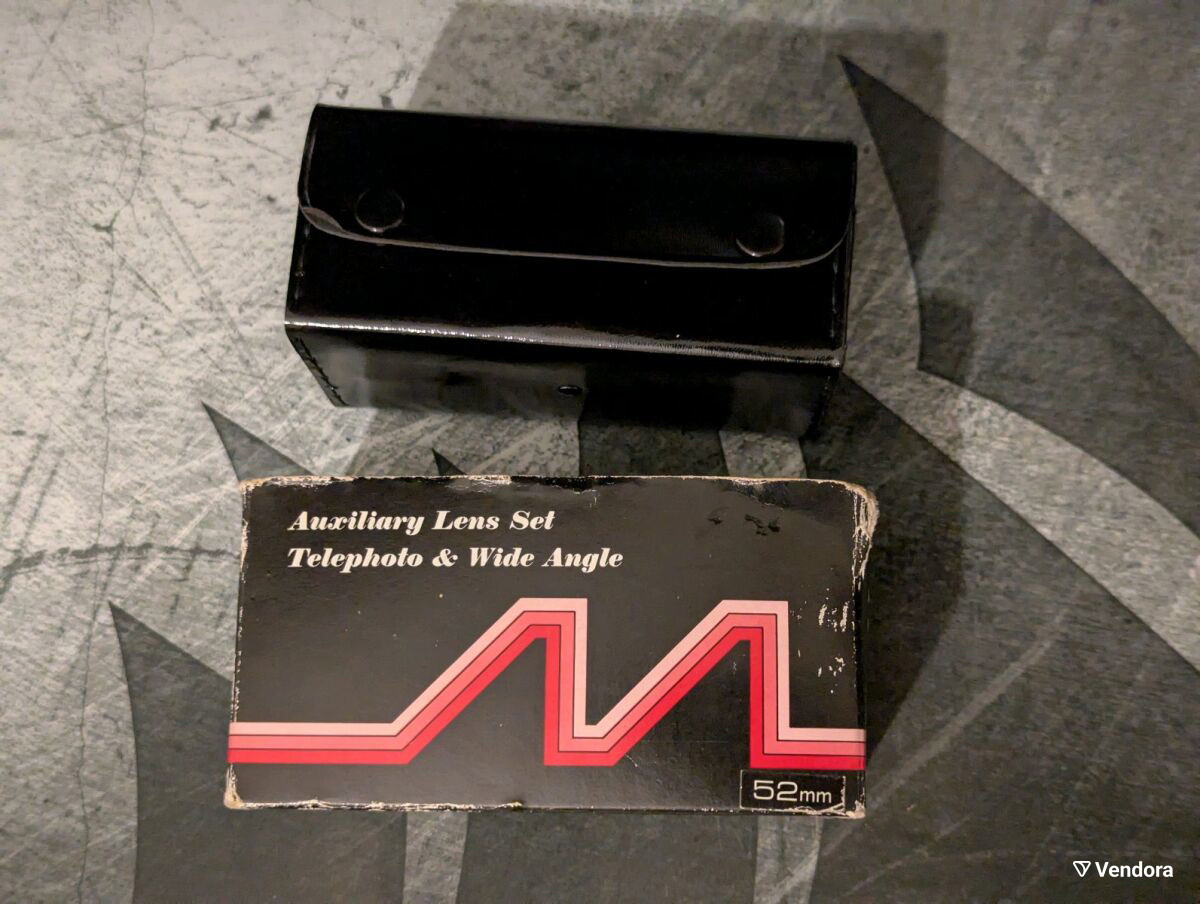 Auxiliary Lens Set
Telephoto & Wide Angle
52mm
Vendora